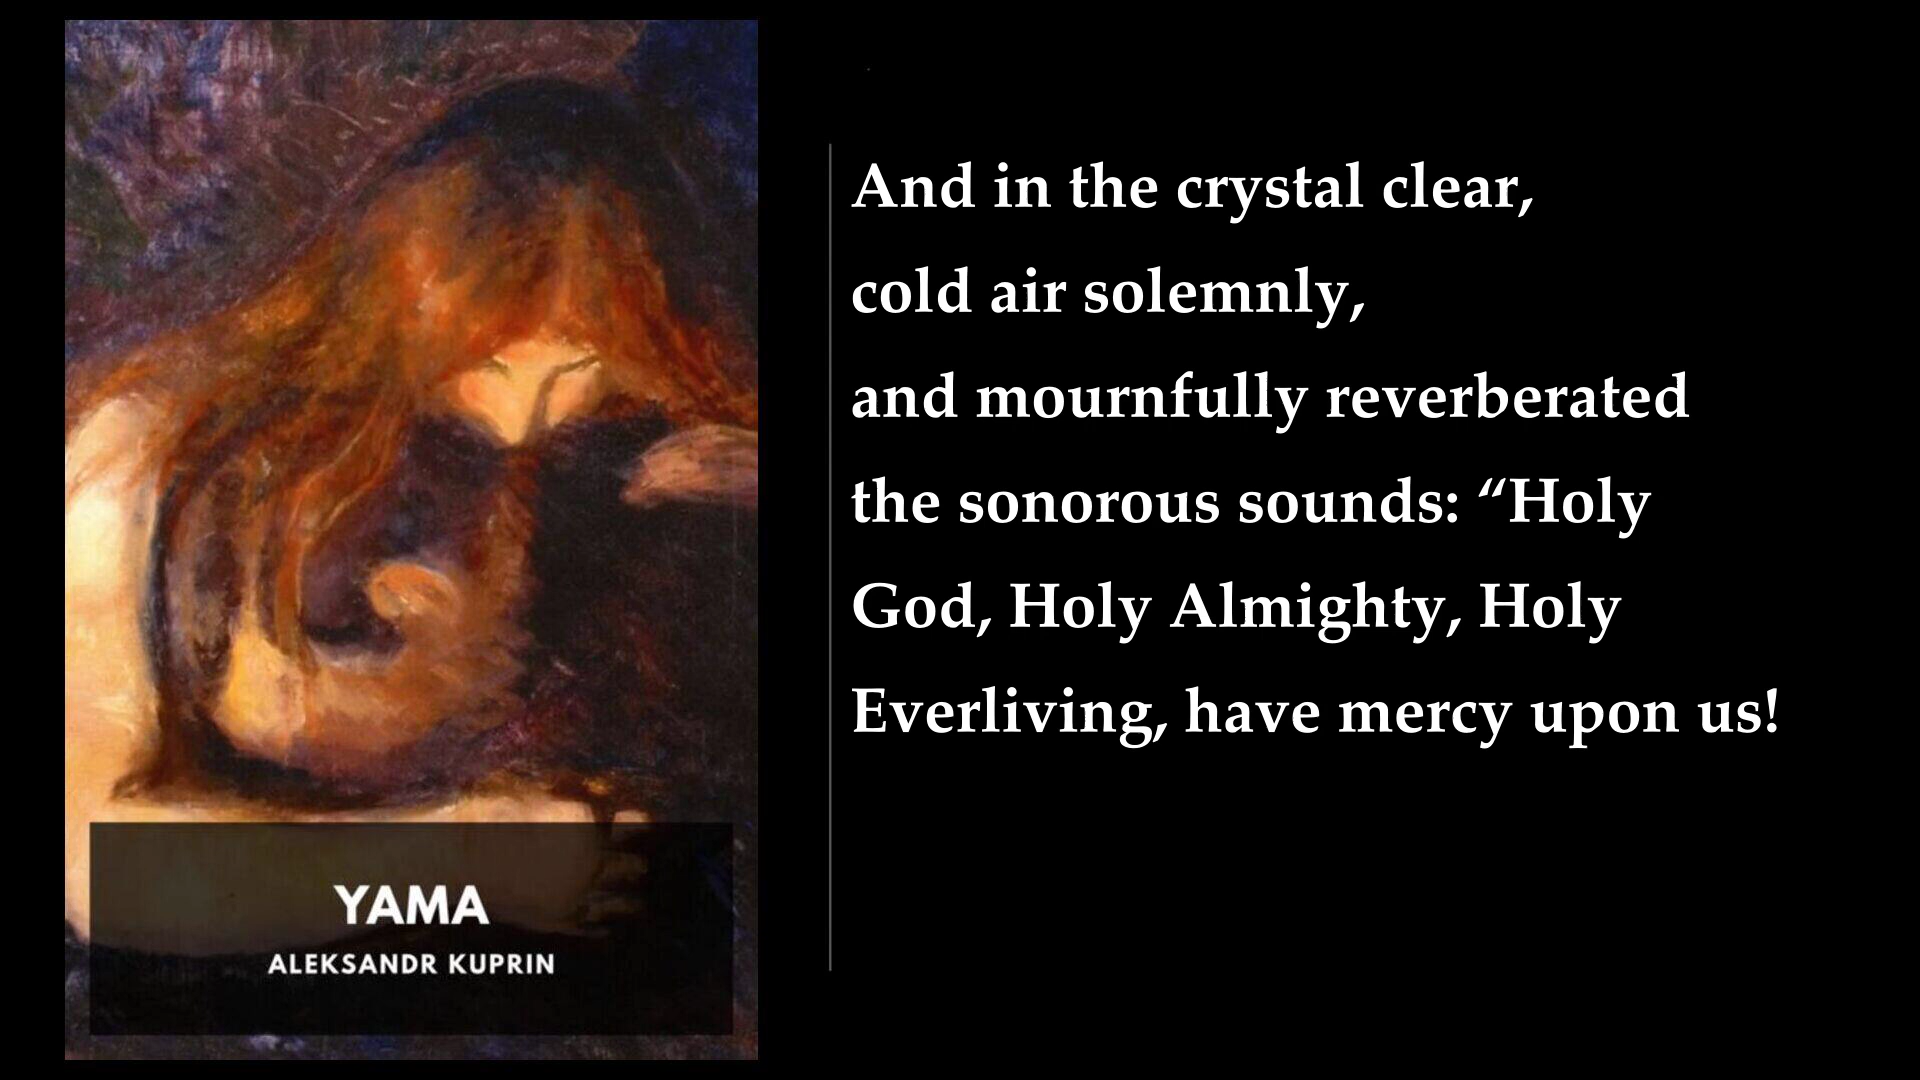 YAMA
ALEKSANDR KUPRIN
And in the crystal clear,
cold air solemnly,
and mournfully reverberated
the sonorous sounds: “Holy
God, Holy Almighty, Holy
Everliving, have mercy upon us!